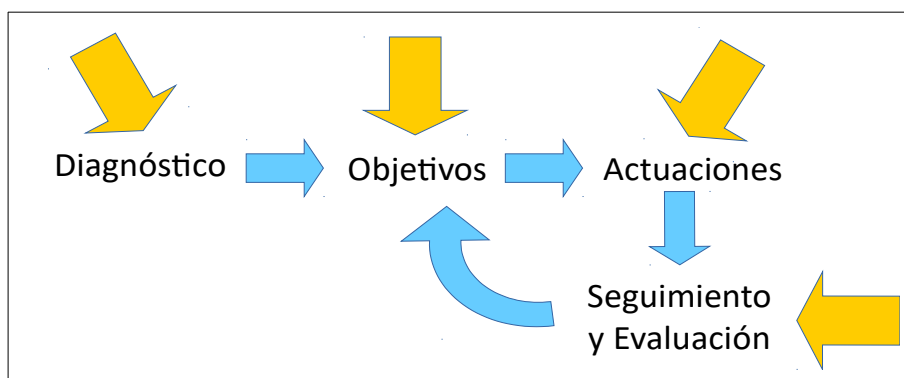 Diagnóstico
Objetivos
Actuaciones
Seguimiento
y Evaluación